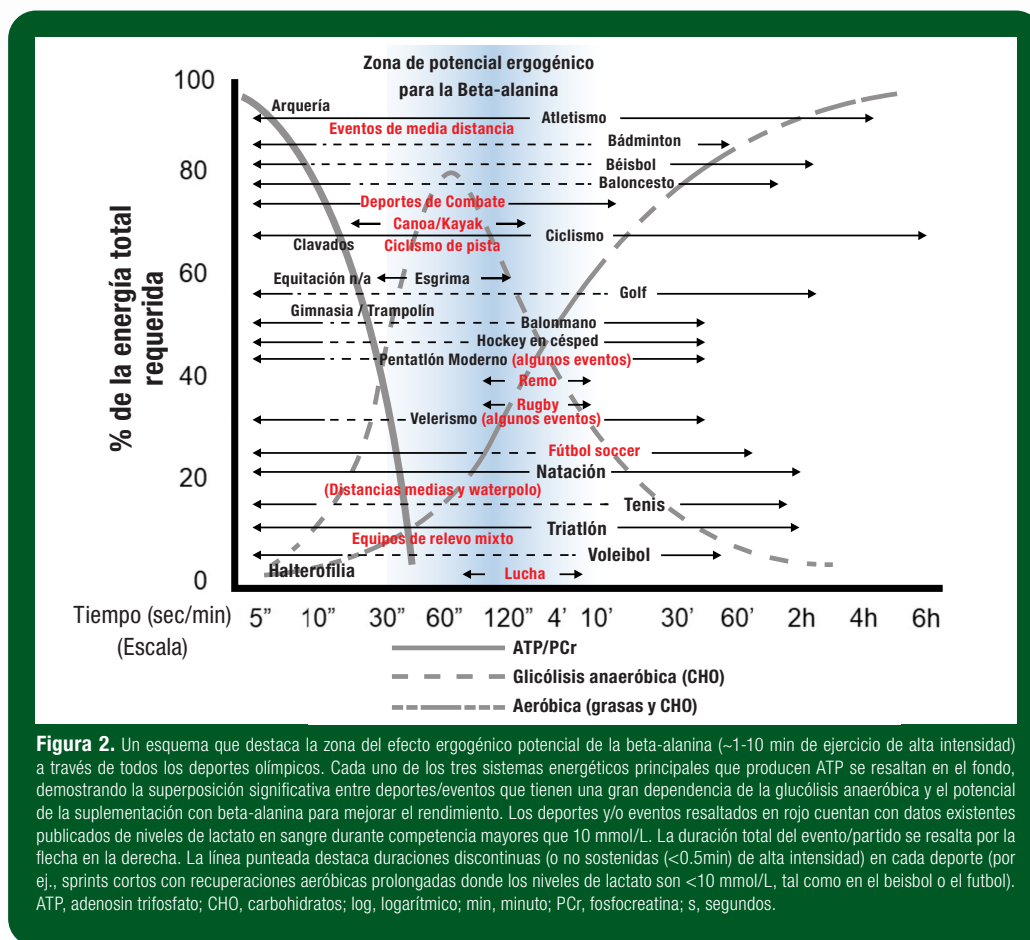 Zona de potencial ergogénico
para la Beta-alanina
% de la energía total
requerida
100
80
60
40
20
0
Arquería
Atletismo
Eventos de media distancia
Bádminton
Béisbol
Baloncesto
Deportes de Combate
Canoa/Kayak
Clavados
Ciclismo de pista
Ciclismo
Equitación n/a
Esgrima
Golf
Gimnasia / Trampolín
Balonmano
Hockey en césped
Pentatlón Moderno (algunos eventos)
Remo
Rugby
Velerismo (algunos eventos)
Fútbol soccer
Natación
(Distancias medias y waterpolo)
Tenis
Triatlón
Equipos de relevo mixto
Voleibol
Halterofilia
Lucha
Tiempo (sec/min) 5” 10” 30” 60” 120” 4’ 10’ 30’ 60’ 2h 4h 6h
(Escala)
ATP/PCr
Glicólisis anaeróbica (CHO)
Aeróbica (grasas y CHO)
Figura 2. Un esquema que destaca la zona del efecto ergogénico potencial de la beta-alanina (~1-10 min de ejercicio de alta intensidad)
a través de todos los deportes olímpicos. Cada uno de los tres sistemas energéticos principales que producen ATP se resaltan en el fondo,
demostrando la superposición significativa entre deportes/eventos que tienen una gran dependencia de la glucólisis anaeróbica y el potencial
de la suplementación con beta-alanina para mejorar el rendimiento. Los deportes y/o eventos resaltados en rojo cuentan con datos existentes
publicados de niveles de lactato en sangre durante competencia mayores que 10 mmol/L. La duración total del evento/partido se resalta por la
flecha en la derecha. La línea punteada destaca duraciones discontinuas (o no sostenidas (<0.5min) de alta intensidad) en cada deporte (por
ej., sprints cortos con recuperaciones aeróbicas prolongadas donde los niveles de lactato son <10 mmol/L, tal como en el beisbol o el futbol).
ATP, adenosin trifosfato; CHO, carbohidratos; log, logarítmico; min, minuto; PCr, fosfocreatina; s, segundos.